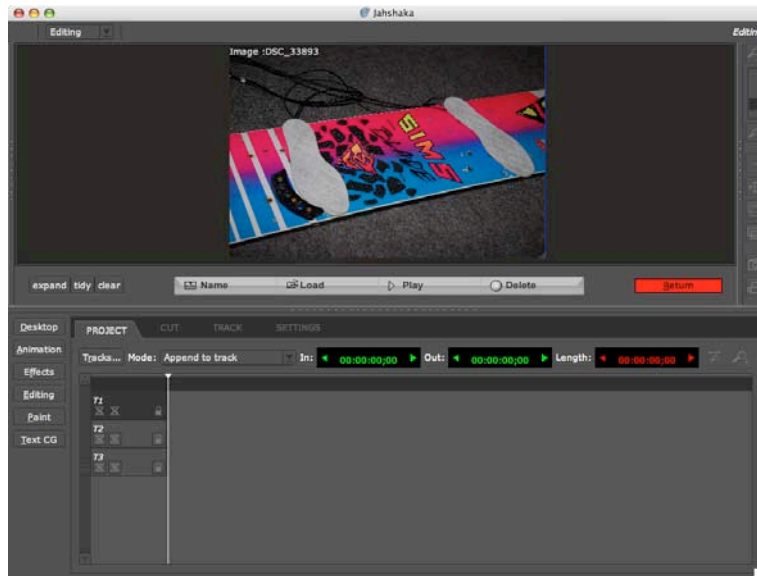 Jahshaka
Editing
Editin
Image :DSC_33893
SIMS
BLADE
expand tidy clear Name Load Play Delete Return
Desktop
Animation
Effects
Editing
Paint
Text CG
PROJECT CUT TRACK SETTINGS
Tracks... Mode: Append to track In: 00:00:00;00 Out: 00:00:00;00 Length: 00:00:00;00
T1
T2
T3